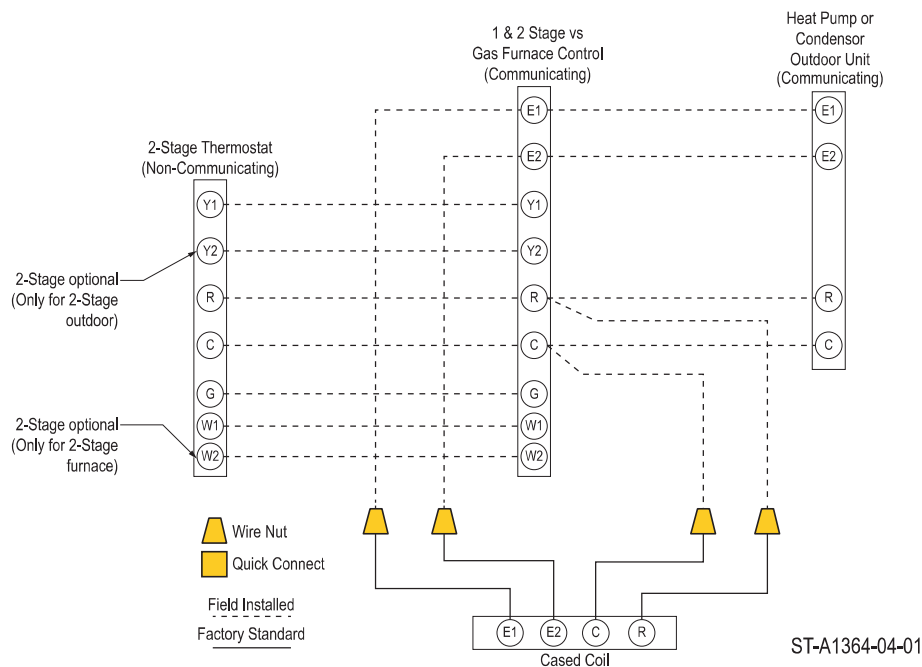 1 & 2 Stage vs
Gas Furnace Control
(Communicating)
Heat Pump or
Condensor
Outdoor Unit
(Communicating)
2-Stage Thermostat
(Non-Communicating)
E1
E1
E2
E2
Y1
Y1
Y2
Y2
2-Stage optional
(Only for 2-Stage
outdoor)
R
R
R
C
C
C
G
G
2-Stage optional
(Only for 2-Stage
furnace)
W1
W1
W2
W2
Wire Nut
Quick Connect
Field Installed
Factory Standard
E1
E2
C
R
Cased Coil
ST-A1364-04-01